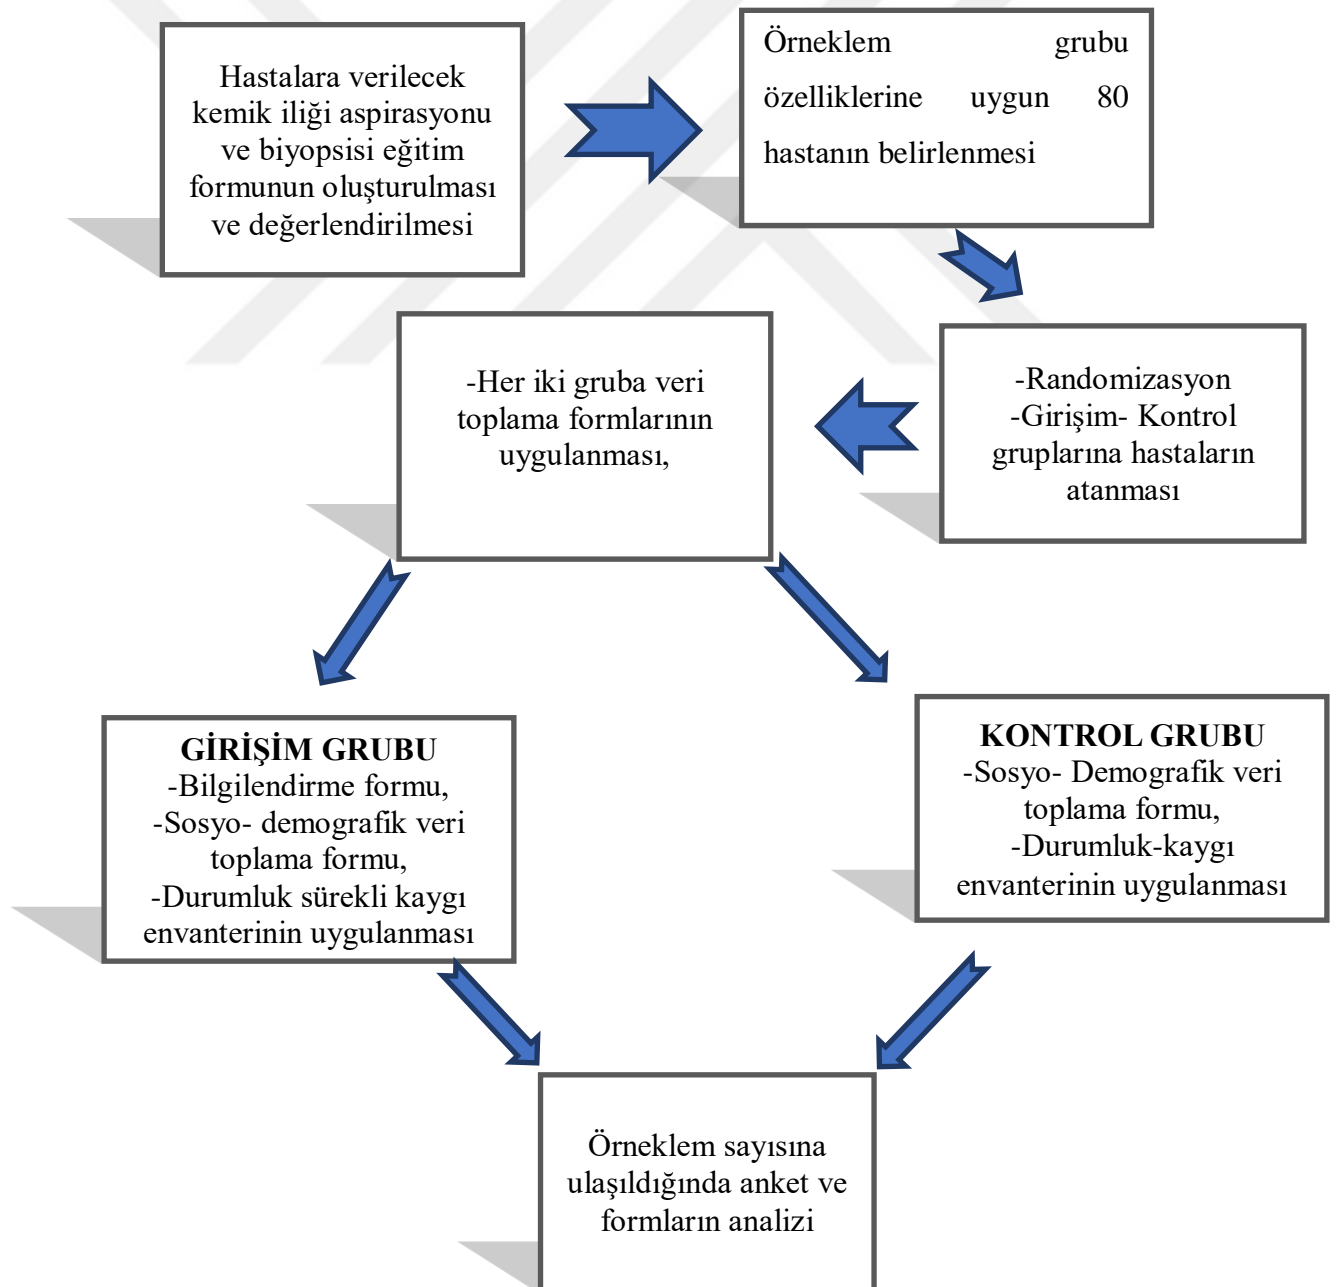 Hastalara verilecek
kemik iliği aspirasyonu
ve biyopsisi eğitim
formunun oluşturulması
ve değerlendirilmesi
Örneklem grubu
özelliklerine uygun 80
hastanın belirlenmesi
-Randomizasyon
-Girişim- Kontrol
gruplarına hastaların
atanması
-Her iki gruba veri
toplama formlarının
uygulanması,
GİRİŞİM GRUBU
-Bilgilendirme formu,
-Sosyo- demografik veri
toplama formu,
-Durumluk sürekli kaygı
envanterinin uygulanması
KONTROL GRUBU
-Sosyo- Demografik veri
toplama formu,
-Durumluk-kaygı
envanterinin uygulanması
Örneklem sayısına
ulaşıldığında anket ve
formların analizi